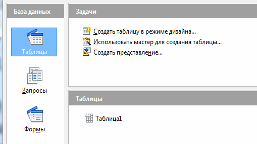 База данных
Таблицы
Запросы
Формы
Задачи
Создать таблицу в режиме дизайна...
Использовать мастер для создания таблицы...
Создать представление...
Таблицы
Таблица1